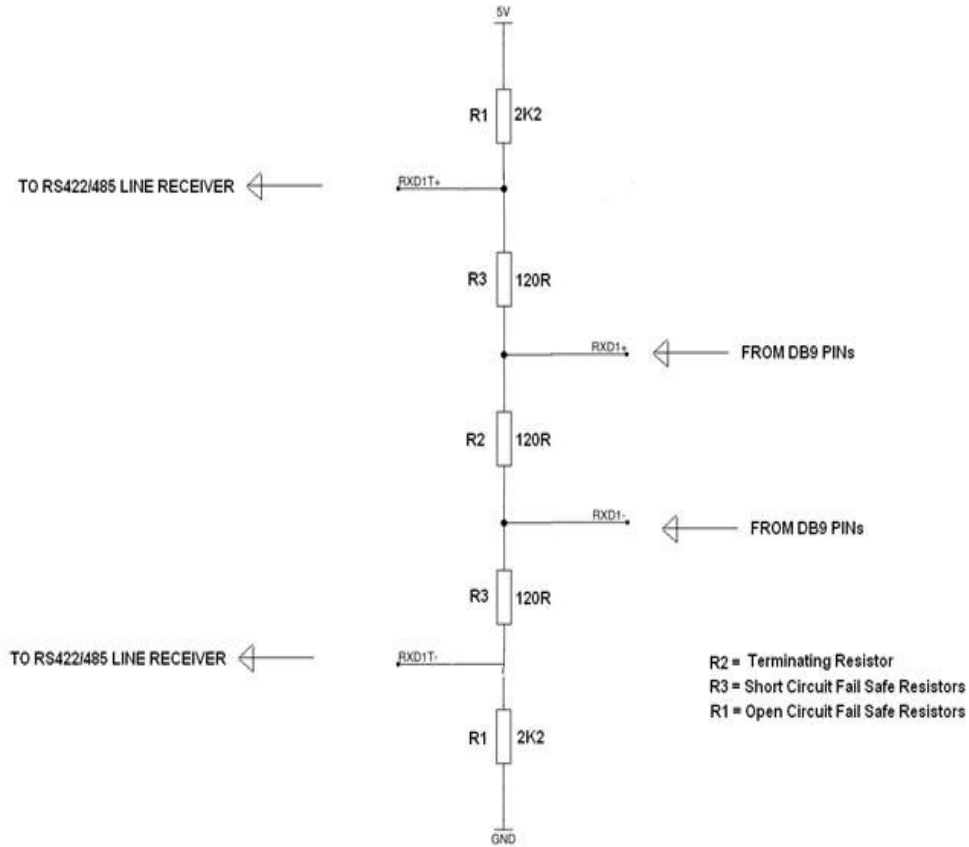 5V
R1 2K2
RXD1T+
TO RS422/485 LINE RECEIVER
R3 120R
RXD1+
FROM DB9 PINs
R2 120R
RXD1-
FROM DB9 PINs
R3 120R
RXD1T-
TO RS422/485 LINE RECEIVER
R2 = Terminating Resistor
R3 = Short Circuit Fail Safe Resistors
R1 = Open Circuit Fail Safe Resistors
R1 2K2
GND